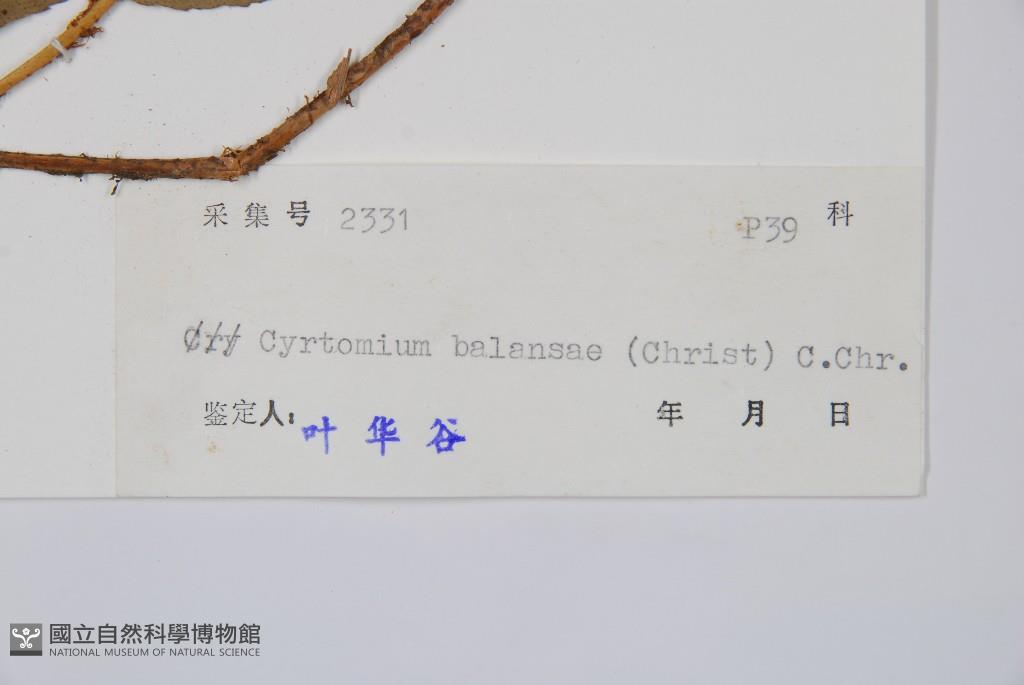 采集号 2331 P39 科
Cry Cyrtomium balansae (Christ) C.Chr.
鉴定人: 叶华谷 年 月 日
國立自然科學博物館
NATIONAL MUSEUM OF NATURAL SCIENCE